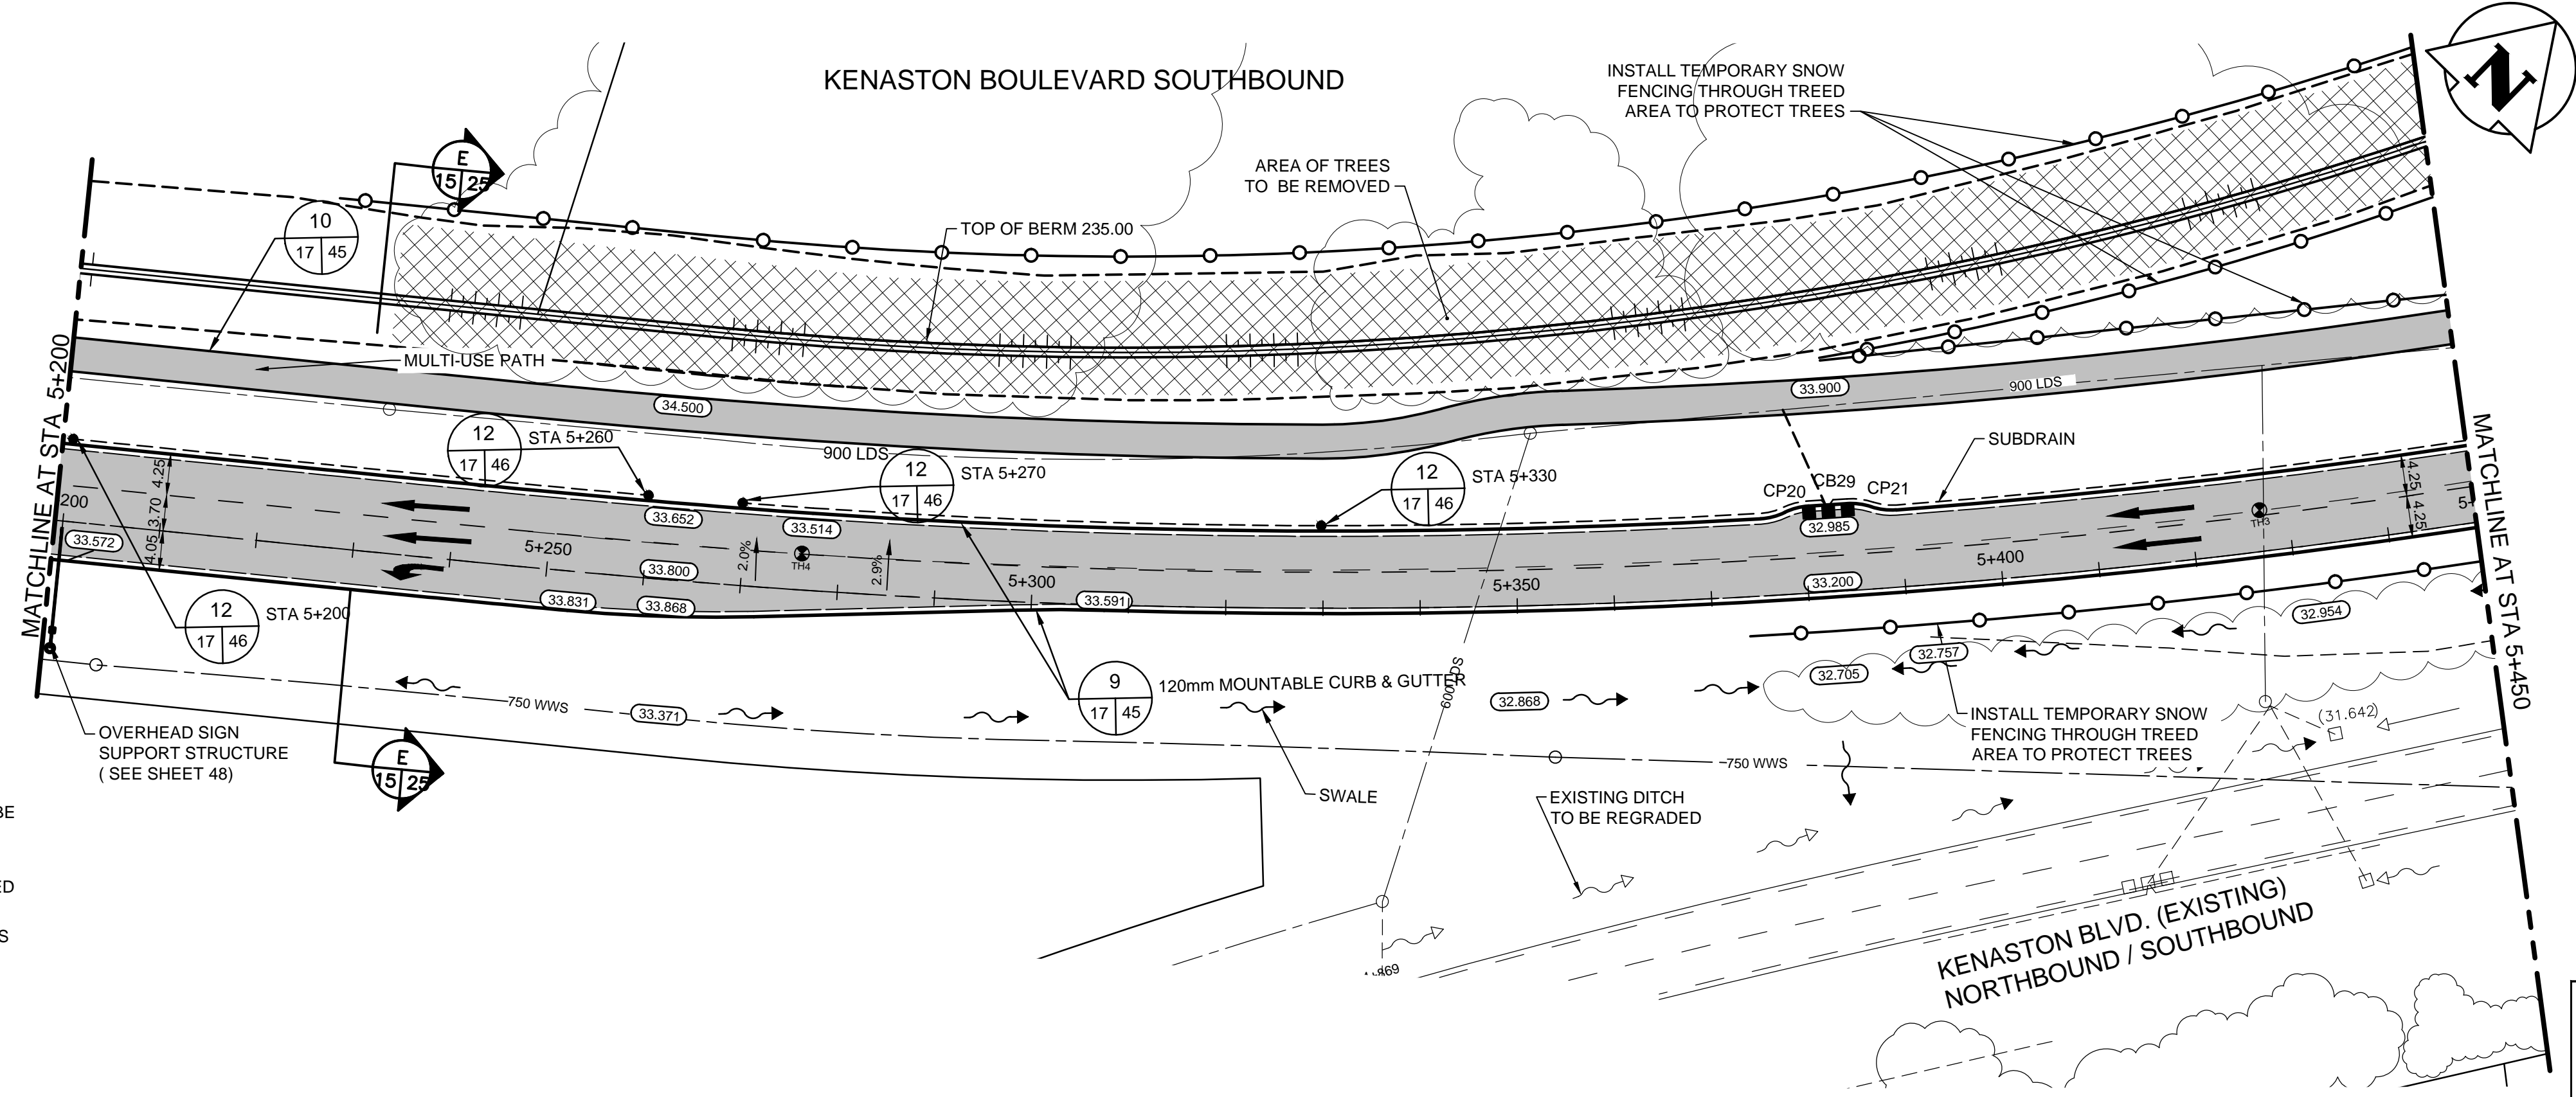 KENASTON BOULEVARD SOUTHBOUND
INSTALL TEMPORARY SNOW
FENCING THROUGH TREED
AREA TO PROTECT TREES
N
E
15 25
AREA OF TREES
TO BE REMOVED
10
17 45
TOP OF BERM 235.00
MULTI-USE PATH
34.500
33.900
900 LDS
MATCHLINE AT STA 5+200
12
17 46
STA 5+260
900 LDS
12
17 46
STA 5+270
12
17 46
STA 5+330
SUBDRAIN
CP20
CB29
CP21
MATCHLINE AT STA 5+450
200
4.25
3.70
4.05
33.572
5+250
33.652
33.514
2.0%
TH4
2.9%
33.800
33.831
33.868
5+300
33.591
5+350
32.985
33.200
5+400
TH3
4.25
4.25
5+
12
17 46
STA 5+200
32.954
32.757
32.705
9
17 45
120mm MOUNTABLE CURB & GUTTER
600 LDS
32.868
750 WWS
33.371
OVERHEAD SIGN
SUPPORT STRUCTURE
( SEE SHEET 48)
E
15 25
INSTALL TEMPORARY SNOW
FENCING THROUGH TREED
AREA TO PROTECT TREES
(31.642)
750 WWS
SWALE
EXISTING DITCH
TO BE REGRADED
BE
ED
S
KENASTON BLVD. (EXISTING)
NORTHBOUND / SOUTHBOUND